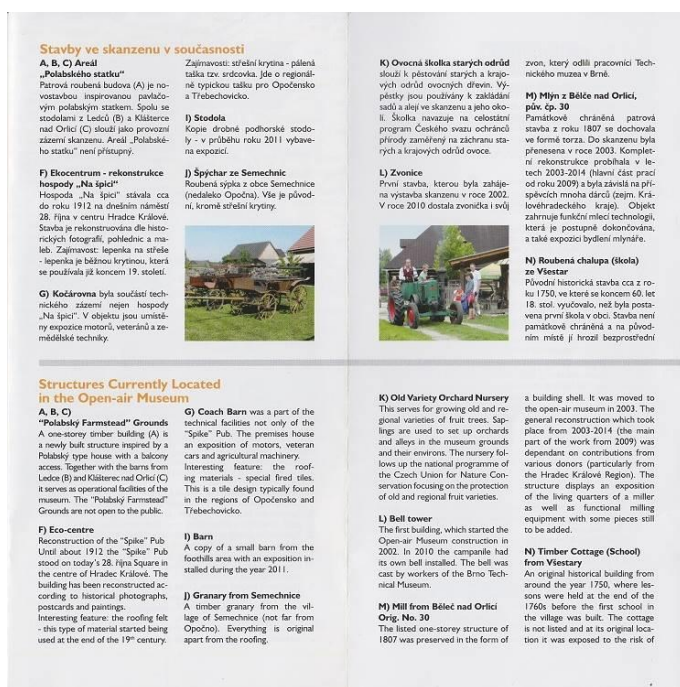 Stavby ve skanzenu v současnosti
A, B, C) Areál
„Polabského statku"
Patrová roubená budova (A) je no-
vostavbou inspirovanou pavlačo-
vým polabským statkem. Spolu se
stodolami z Ledců (B) a Klášterce
nad Orlicí (C) slouží jako provozní
zázemí skanzenu. Areál „Polabské-
ho statku" není přístupný.
F) Ekocentrum - rekonstrukce
hospody „Na špici"
Hospoda „Na špici" stávala cca
do roku 1912 na dnešním náměstí
28. října v centru Hradce Králové.
Stavba je rekonstruována dle histo-
rických fotografií, pohlednic a ma-
leb. Zajímavost: lepenka na střeše
- lepenka je běžnou krytinou, která
se používala již koncem 19. století.
G) Kočárovna byla součástí tech-
nického zázemí nejen hospody
„Na špici". V objektu jsou umístě-
ny expozice motorů, veteránů a ze-
mědělské techniky.
Zajímavosti: střešní krytina - pálená
taška tzv. srdcovka. Jde o regionál-
ně typickou tašku pro Opočensko
a Třebechovicko.
I) Stodola
Kopie drobné podhorské stodo-
ly - v průběhu roku 2011 vybave-
na expozicí.
J) Špýchar ze Semechnic
Roubená sýpka z obce Semechnice
(nedaleko Opočna). Vše je původ-
ní, kromě střešní krytiny.
K) Ovocná školka starých odrůd
slouží k pěstování starých a krajo-
vých odrůd ovocných dřevin. Vý-
pěstky jsou používány k zakládání
sadů a alejí ve skanzenu a jeho oko-
lí. Školka navazuje na celostátní
program Českého svazu ochránců
přírody zaměřený na záchranu sta-
rých a krajových odrůd ovoce.
L) Zvonice
První stavba, kterou byla zaháje-
na výstavba skanzenu v roce 2002.
V roce 2010 dostala zvonička i svůj
zvon, který odlili pracovníci Tech-
nického muzea v Brně.
M) Mlýn z Bělče nad Orlicí,
pův. čp. 30
Památkově chráněná patrová
stavba z roku 1807 se dochovala
ve formě torza. Do skanzenu byla
přenesena v roce 2003. Komplet-
ní rekonstrukce probíhala v le-
tech 2003-2014 (hlavní část prací
od roku 2009) a byla závislá na pří-
spěvcích mnoha dárců (zejm. Krá-
lovéhradeckého kraje). Objekt
zahrnuje funkční mlecí technologii,
která je postupně dokončována,
a také expozici bydlení mlynáře.
N) Roubená chalupa (škola)
ze Všestar
Původní historická stavba cca z ro-
ku 1750, ve které se koncem 60. let
18. stol. vyučovalo, než byla posta-
vena první škola v obci. Stavba není
památkově chráněná a na původ-
ním místě jí hrozil bezprostřední
Structures Currently Located
in the Open-air Museum
A, B, C)
"Polabský Farmstead" Grounds
A one-storey timber building (A) is
a newly built structure inspired by a
Polabský type house with a balcony
access. Together with the barns from
Ledce (B) and Klášterec nad Orlicí (C)
it serves as operational facilities of the
museum. The "Polabský Farmstead"
Grounds are not open to the public.
F) Eco-centre
Reconstruction of the "Spike" Pub
Until about 1912 the "Spike" Pub
stood on today's 28. října Square in
the centre of Hradec Králové. The
building has been reconstructed ac-
cording to historical photographs,
postcards and paintings.
Interesting feature: the roofing felt
- this type of material started being
used at the end of the 19th century.
G) Coach Barn was a part of the
technical facilities not only of the
"Spike" Pub. The premises house
an exposition of motors, veteran
cars and agricultural machinery.
Interesting feature: the roof-
ing materials - special fired tiles.
This is a tile design typically found
in the regions of Opočensko and
Třebechovicko.
I) Barn
A copy of a small barn from the
foothills area with an exposition in-
stalled during the year 2011.
J) Granary from Semechnice
A timber granary from the vil-
lage of Semechnice (not far from
Opočno). Everything is original
apart from the roofing.
K) Old Variety Orchard Nursery
This serves for growing old and re-
gional varieties of fruit trees. Sap-
lings are used to set up orchards
and alleys in the museum grounds
and their environs. The nursery fol-
lows up the national programme of
the Czech Union for Nature Con-
servation focusing on the protection
of old and regional fruit varieties.
L) Bell tower
The first building, which started the
Open-air Museum construction in
2002. In 2010 the campanile had
its own bell installed. The bell was
cast by workers of the Brno Tech-
nical Museum.
M) Mill from Běleč nad Orlicí
Orig. No. 30
The listed one-storey structure of
1807 was preserved in the form of
a building shell. It was moved to
the open-air museum in 2003. The
general reconstruction which took
place from 2003-2014 (the main
part of the work from 2009) was
dependant on contributions from
various donors (particularly from
the Hradec Králové Region). The
structure displays an exposition
of the living quarters of a miller
as well as functional milling
equipment with some pieces still
to be added.
N) Timber Cottage (School)
from Všestary
An original historical building from
around the year 1750, where les-
sons were held at the end of the
1760s before the first school in
the village was built. The cottage
is not listed and at its original loca-
tion it was exposed to the risk of